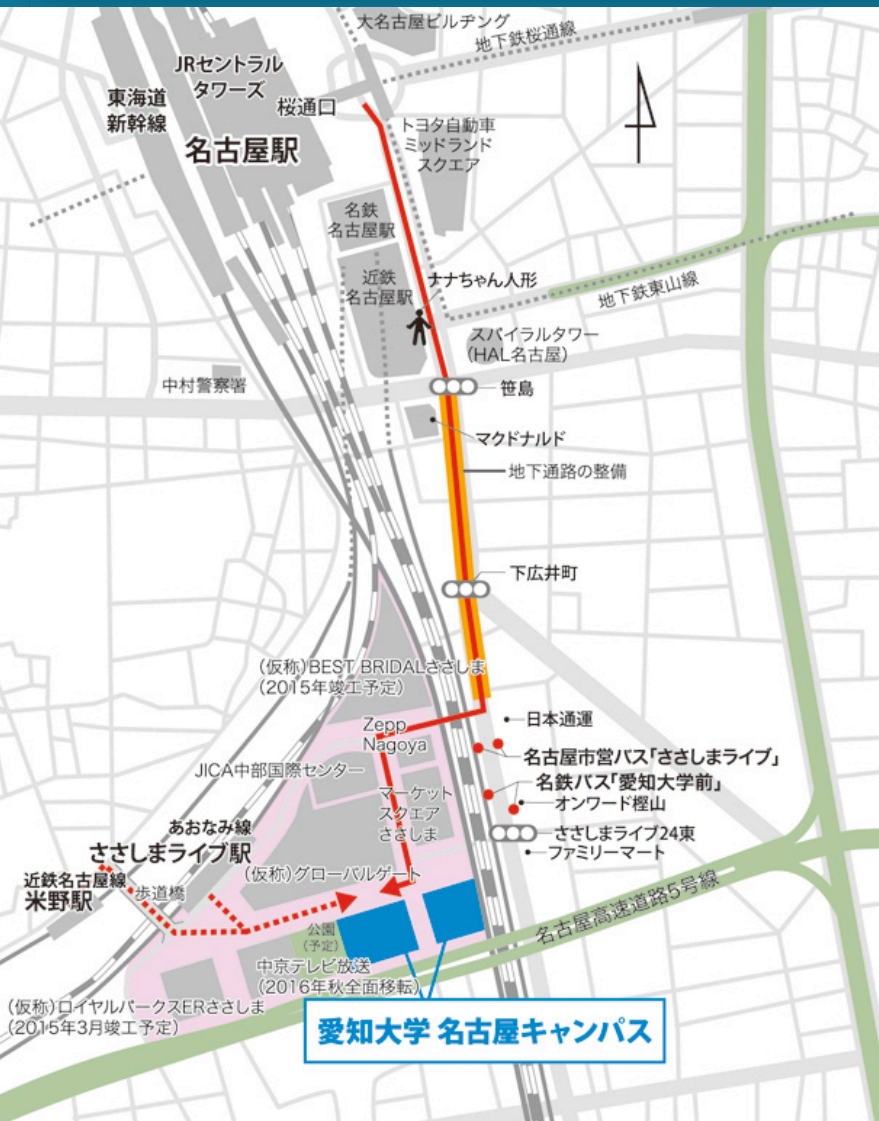 大名古屋ビルヂング
地下鉄桜通線
JRセントラル
タワーズ
東海道
新幹線
桜通口
名古屋駅
トヨタ自動車
ミッドランド
スクエア
名鉄
名古屋駅
近鉄
名古屋駅
ナナちゃん人形
地下鉄東山線
スパイラルタワー
(HAL名古屋)
中村警察署
笹島
マクドナルド
地下通路の整備
下広井町
(仮称)BEST BRIDALささしま
(2015年竣工予定)
日本通運
Zepp
Nagoya
名古屋市営バス「ささしまライブ」
JICA中部国際センター
名鉄バス「愛知大学前」
マーケット
スクエア
ささしま
オンワード樫山
あおなみ線
ささしまライブ駅
ささしまライブ24東
ファミリーマート
近鉄名古屋線
米野駅
歩道橋
(仮称)グローバルゲート
名古屋高速道路5号線
公園
(予定)
中京テレビ放送
(2016年秋全面移転)
(仮称)ロイヤルパークスERささしま
(2015年3月竣工予定)
愛知大学 名古屋キャンパス